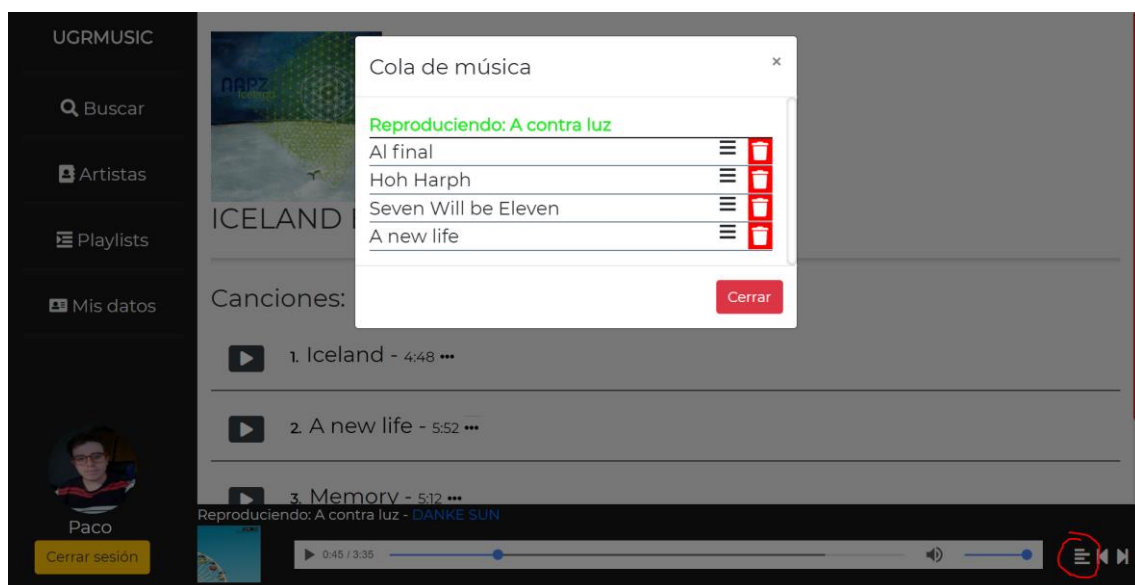 UGRMUSIC
Buscar
Artistas
Playlists
Mis datos
Paco
Cerrar sesión
NAPZ
Iceland
ICELAND
Cola de música
×
Reproduciendo: A contra luz
Al final
Hoh Harph
Seven Will be Eleven
A new life
Cerrar
Canciones:
1. Iceland - 4:48 •••
2. A new life - 5:52 •••
3. Memory - 5:12 •••
Reproduciendo: A contra luz - DANKE SUN
0:45 / 3:35